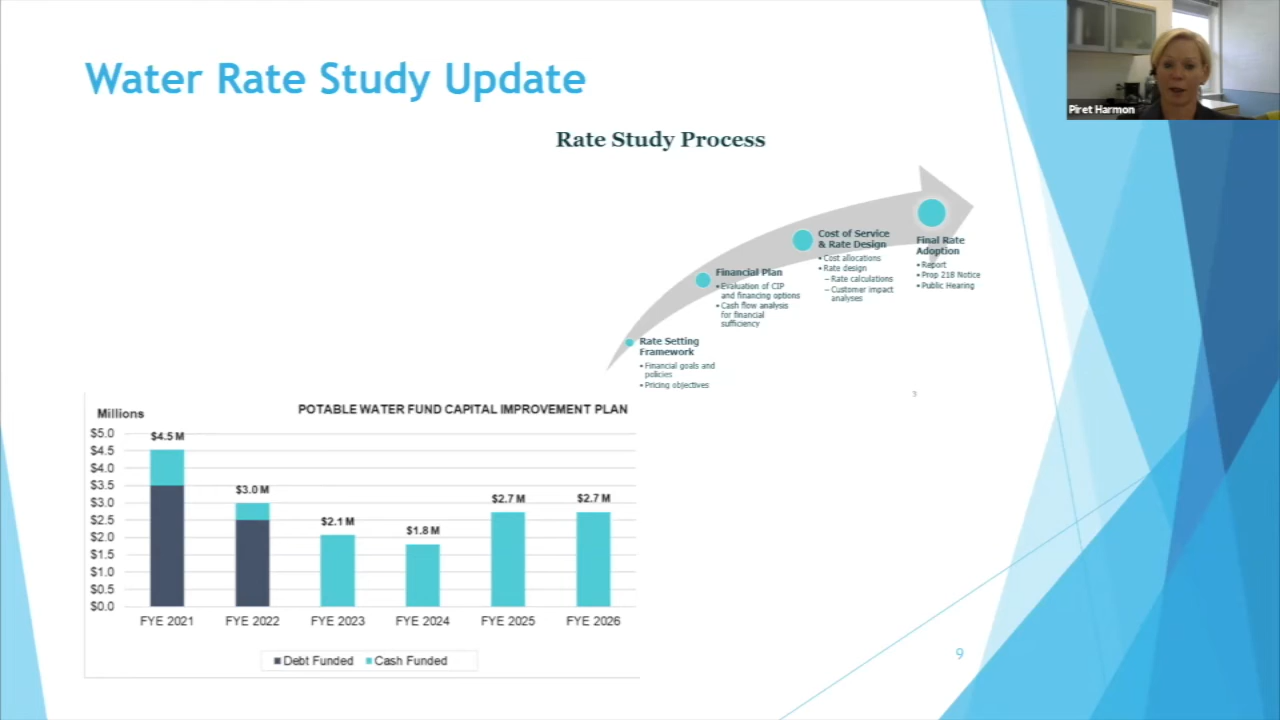 Water Rate Study Update
Piret Harmon
Rate Study Process
Rate Setting
Framework
• Financial goals and
policies
• Pricing objectives
Financial Plan
• Evaluation of CIP
and financing options
• Cash flow analysis
for financial
sufficiency
Cost of Service
& Rate Design
• Cost allocations
• Rate design
– Rate calculations
– Customer impact
analyses
Final Rate
Adoption
• Report
• Prop 218 Notice
• Public Hearing
3
Millions
POTABLE WATER FUND CAPITAL IMPROVEMENT PLAN
$5.0
$4.5
$4.0
$3.5
$3.0
$2.5
$2.0
$1.5
$1.0
$0.5
$0.0
$4.5 M
$3.0 M
$2.1 M
$1.8 M
$2.7 M
$2.7 M
FYE 2021 FYE 2022 FYE 2023 FYE 2024 FYE 2025 FYE 2026
Debt Funded Cash Funded
9